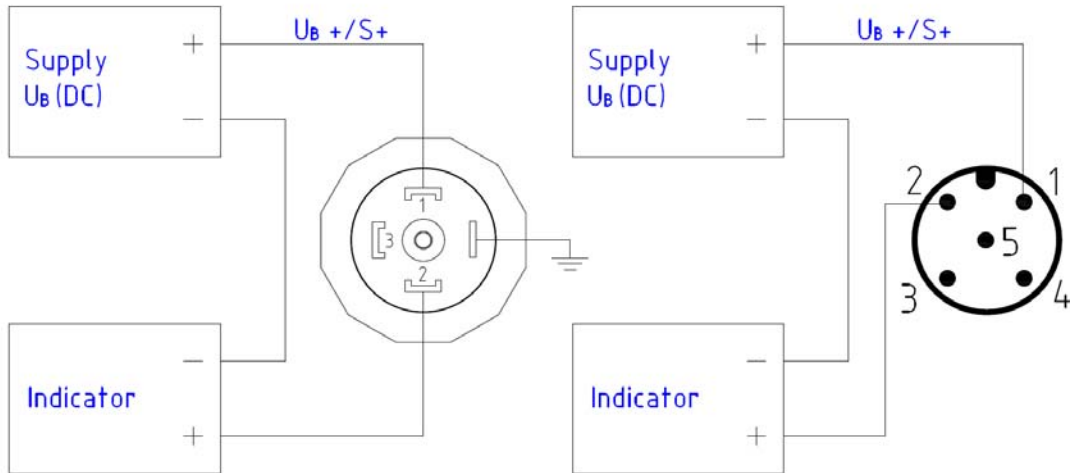 UB +/S+
+
Supply
UB (DC)
−
1
3
2
−
Indicator
+
UB +/S+
+
Supply
UB (DC)
−
2
1
5
3
4
−
Indicator
+